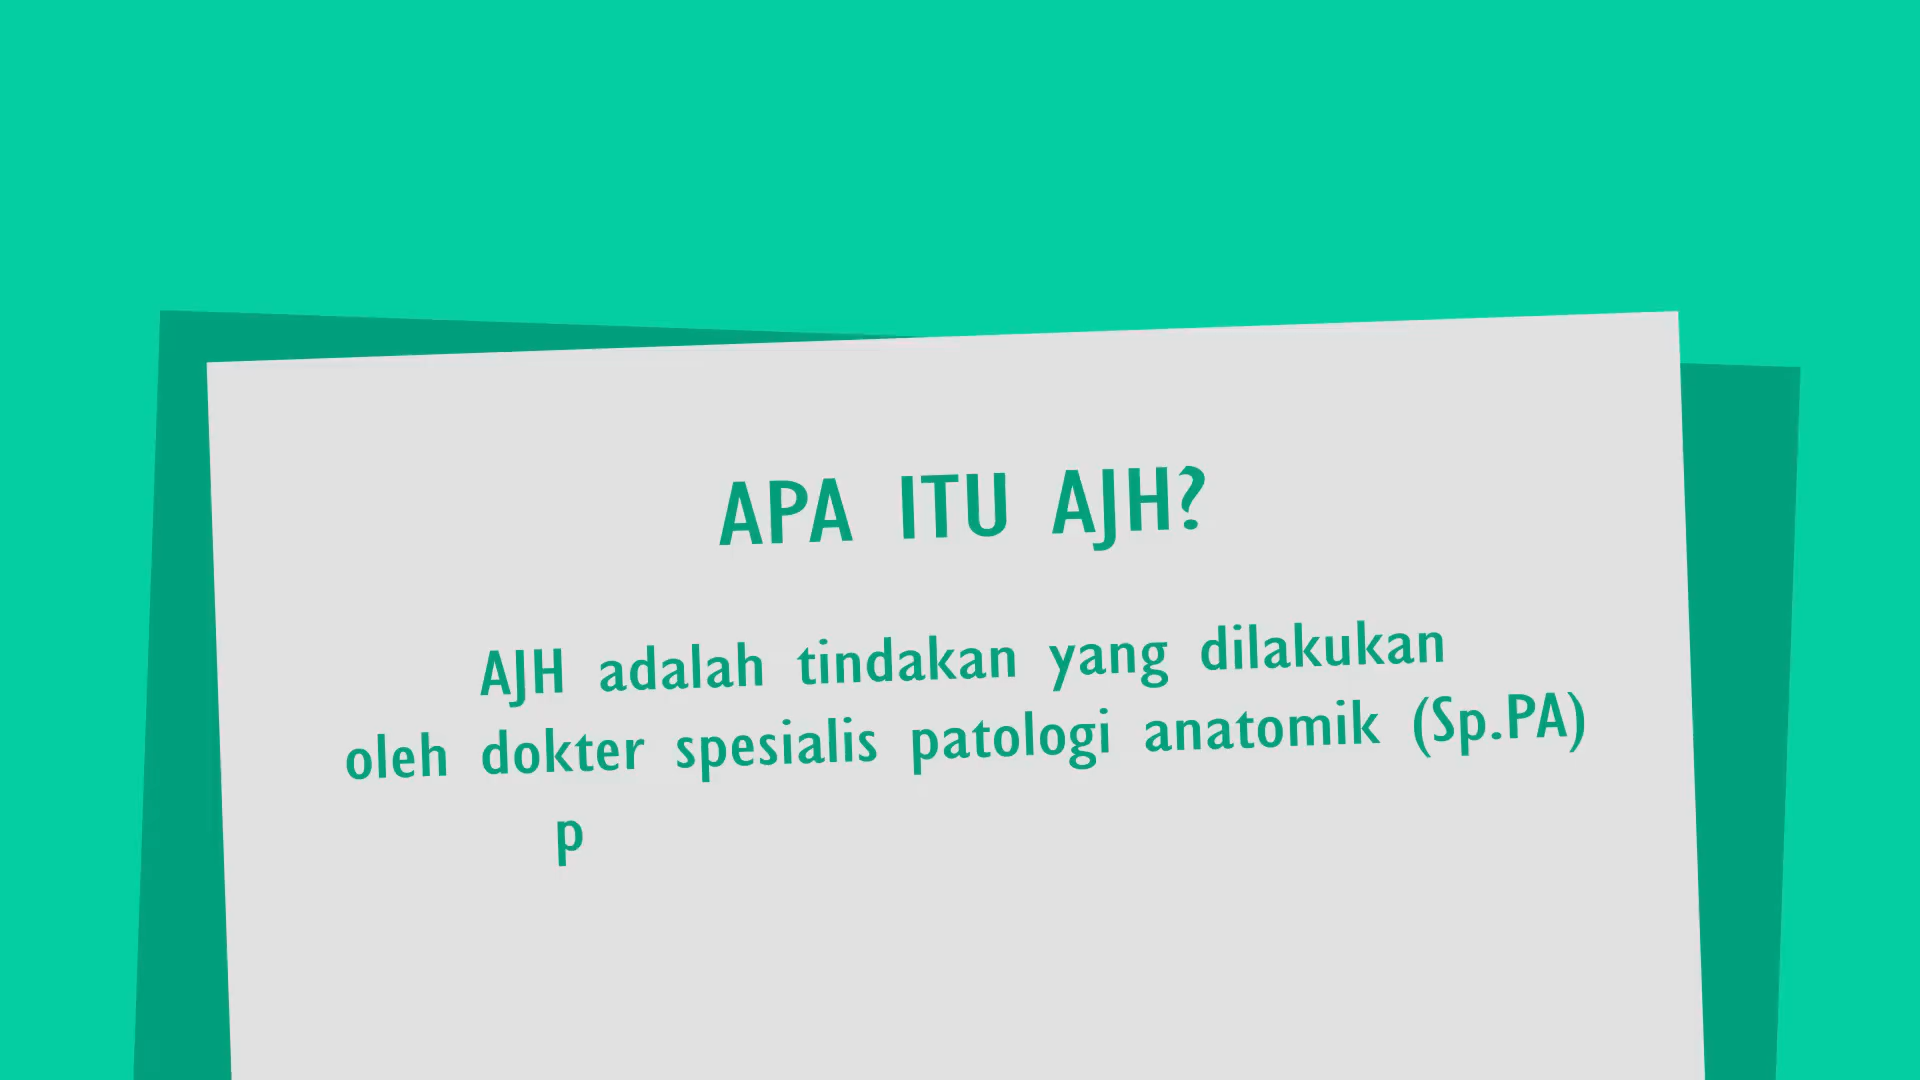 APA ITU AJH?
AJH adalah tindakan yang dilakukan
oleh dokter spesialis patologi anatomik (Sp.PA)
p